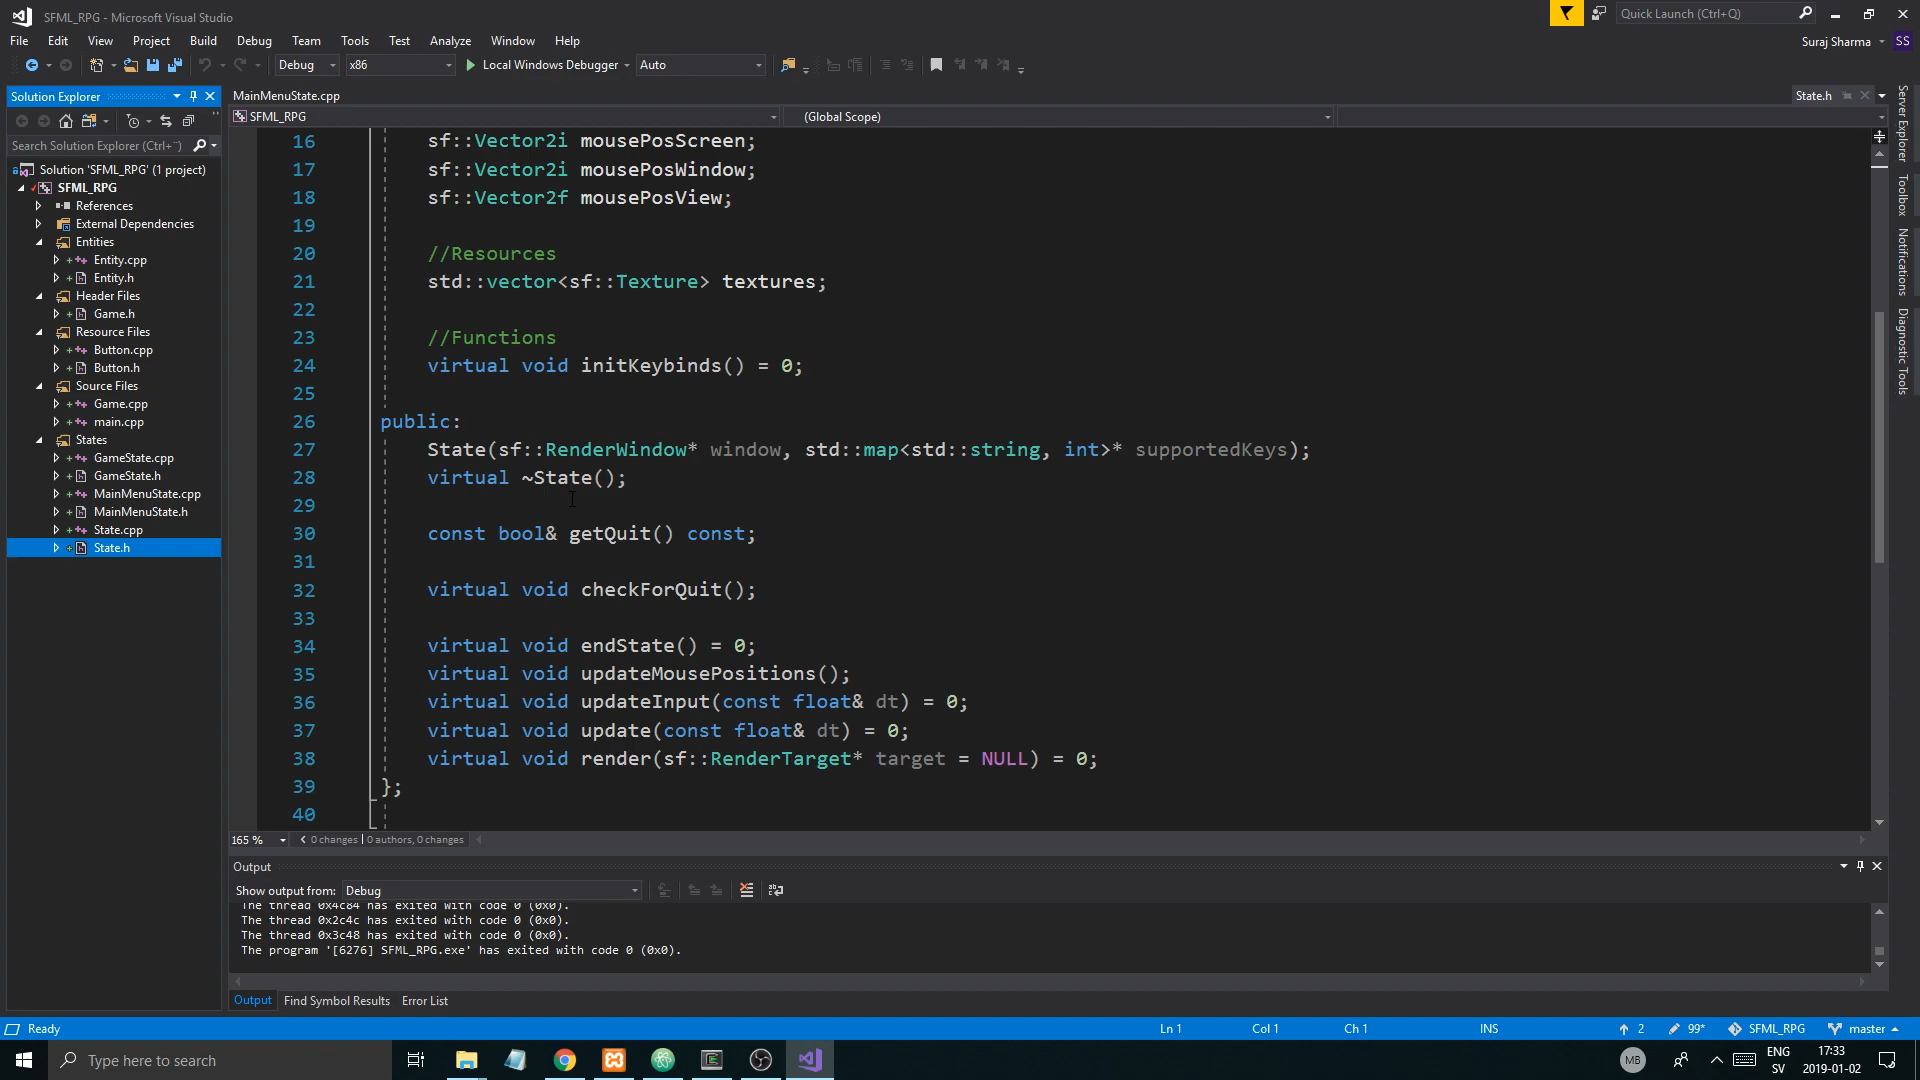 SFML_RPG - Microsoft Visual Studio
Quick Launch (Ctrl+Q)
File Edit View Project Build Debug Team Tools Test Analyze Window Help
Suraj Sharma SS
Debug x86 Local Windows Debugger Auto
Solution Explorer
Search Solution Explorer (Ctrl+¨)
Solution 'SFML_RPG' (1 project)
SFML_RPG
References
External Dependencies
Entities
Entity.cpp
Entity.h
Header Files
Game.h
Resource Files
Button.cpp
Button.h
Source Files
Game.cpp
main.cpp
States
GameState.cpp
GameState.h
MainMenuState.cpp
MainMenuState.h
State.cpp
State.h
MainMenuState.cpp State.h
SFML_RPG (Global Scope)
16 sf::Vector2i mousePosScreen;
17 sf::Vector2i mousePosWindow;
18 sf::Vector2f mousePosView;
19
20 //Resources
21 std::vector<sf::Texture> textures;
22
23 //Functions
24 virtual void initKeybinds() = 0;
25
26 public:
27 State(sf::RenderWindow* window, std::map<std::string, int>* supportedKeys);
28 virtual ~State();
29
30 const bool& getQuit() const;
31
32 virtual void checkForQuit();
33
34 virtual void endState() = 0;
35 virtual void updateMousePositions();
36 virtual void updateInput(const float& dt) = 0;
37 virtual void update(const float& dt) = 0;
38 virtual void render(sf::RenderTarget* target = NULL) = 0;
39 };
40
165 % 0 changes | 0 authors, 0 changes
Output
Show output from: Debug
The thread 0x4c84 has exited with code 0 (0x0).
The thread 0x2c4c has exited with code 0 (0x0).
The thread 0x3c48 has exited with code 0 (0x0).
The program '[6276] SFML_RPG.exe' has exited with code 0 (0x0).
Output Find Symbol Results Error List
Server Explorer
Toolbox
Notifications
Diagnostic Tools
Ready Ln 1 Col 1 Ch 1 INS 2 99* SFML_RPG master
Type here to search
MB
ENG
SV
17:33
2019-01-02